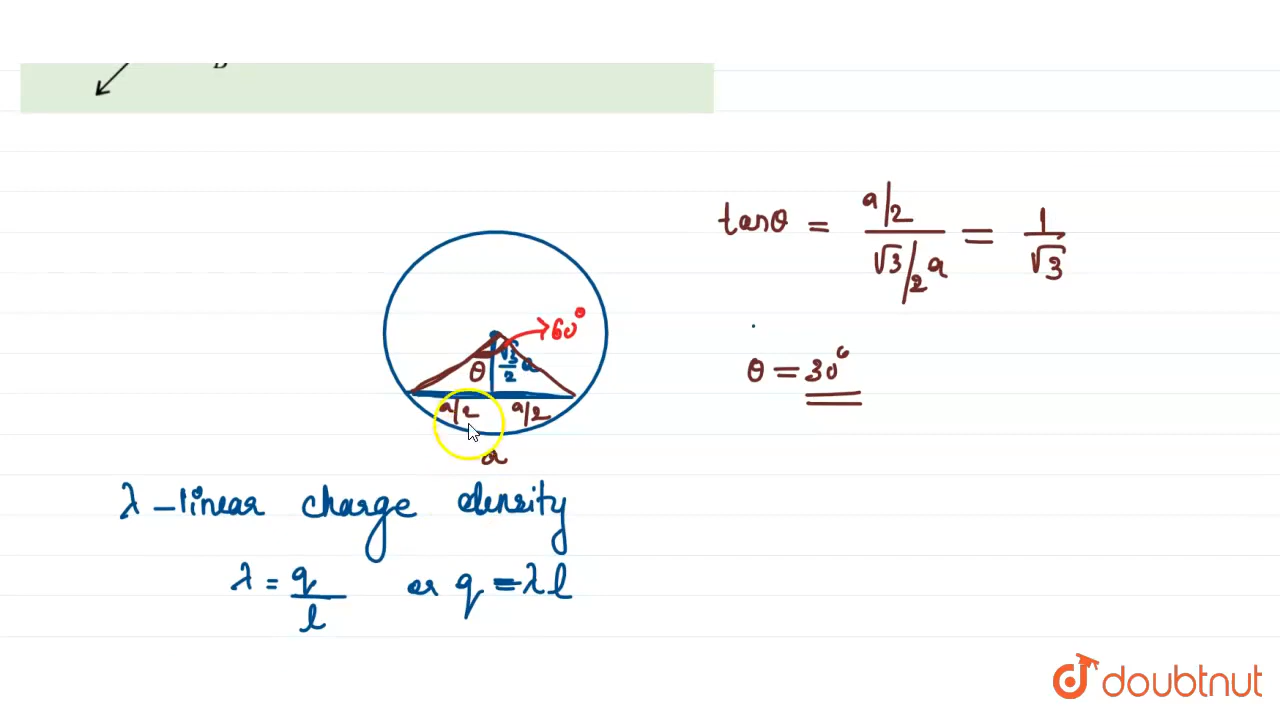 D
tanθ = a/2 / √3/2 a = 1/√3
60°
θ √3/2 a
θ = 30°
a/2 a/2
a
λ – linear charge density
λ = q/l or q = λl
doubtnut